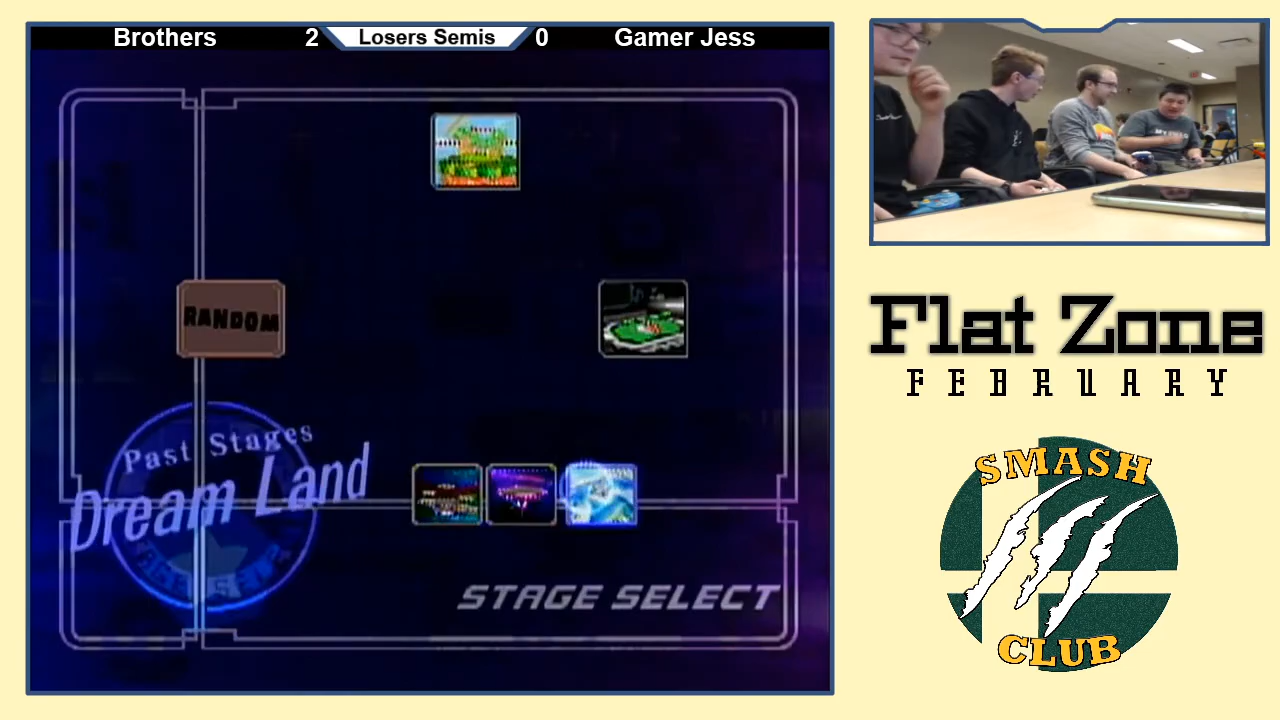 Brothers 2 Losers Semis 0 Gamer Jess
RANDOM
Past Stages
Dream Land
STAGE SELECT
Flat Zone
FEBRUARY
SMASH
CLUB